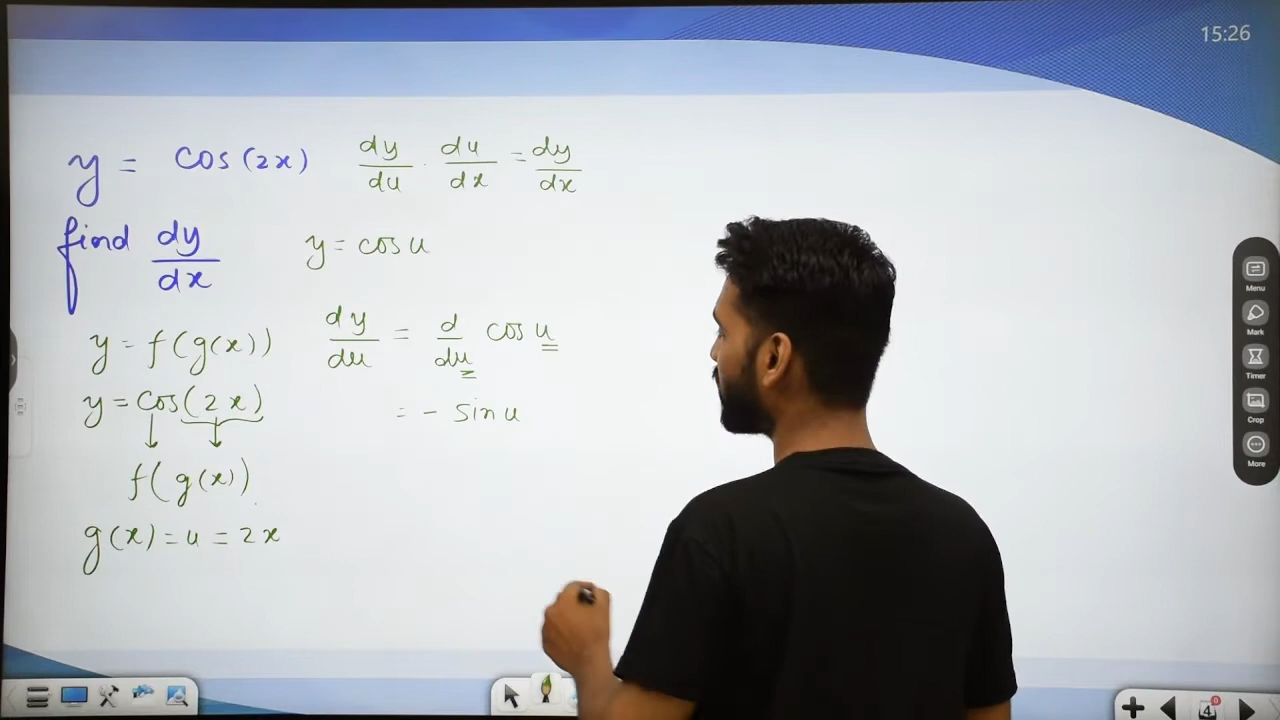 15:26
y = cos(2x)
dy/du · du/dx = dy/dx
find dy/dx
y = cos u
y = f(g(x))
dy/du = d/du cos u
y = cos(2x)
= - sin u
f(g(x))
g(x) = u = 2x
Menu
Mark
Timer
Crop
More
4